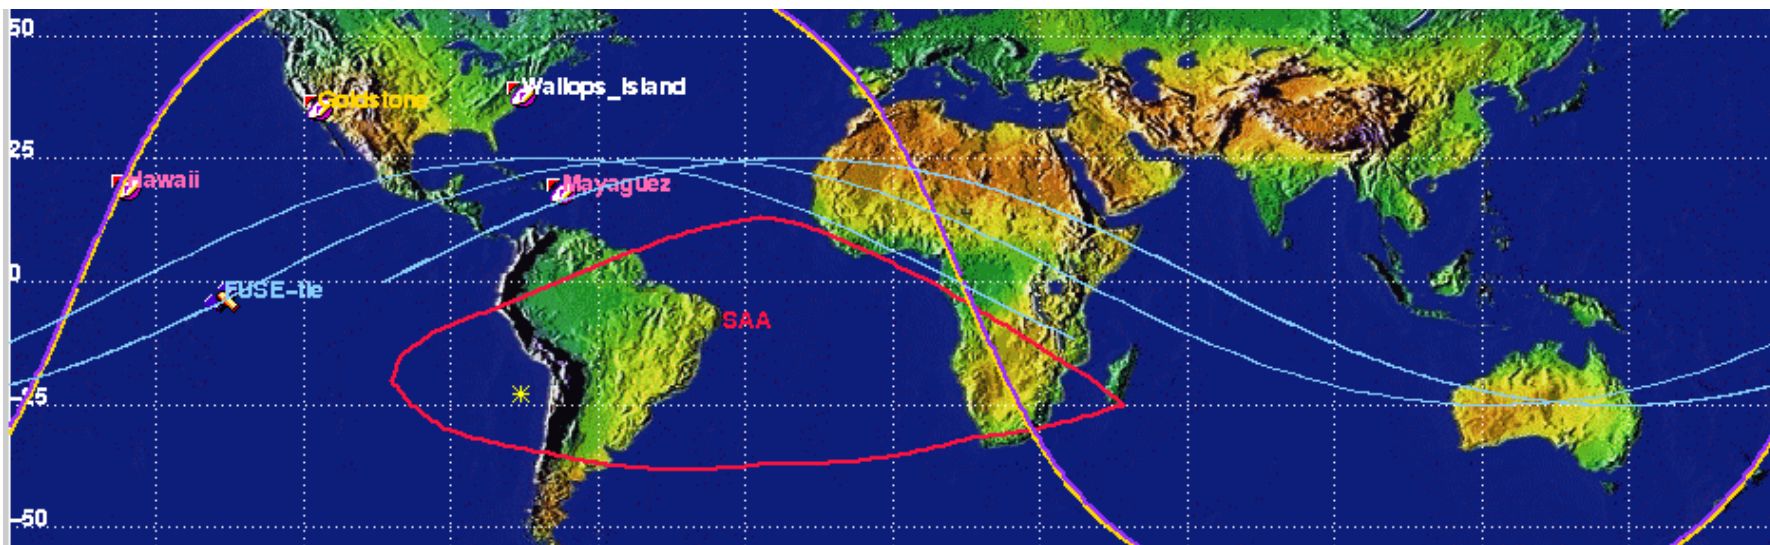 50
Wallops_Island
Goldstone
25
Hawaii
Mayaguez
0
FUSE-tle
SAA
-25
-50